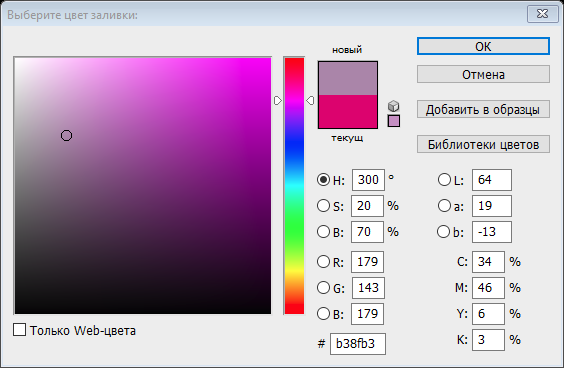 Выберите цвет заливки:
новый
текущ
OK
Отмена
Добавить в образцы
Библиотеки цветов
H: 300 °
S: 20 %
B: 70 %
R: 179
G: 143
B: 179
# b38fb3
L: 64
a: 19
b: -13
C: 34 %
M: 46 %
Y: 6 %
K: 3 %
Только Web-цвета